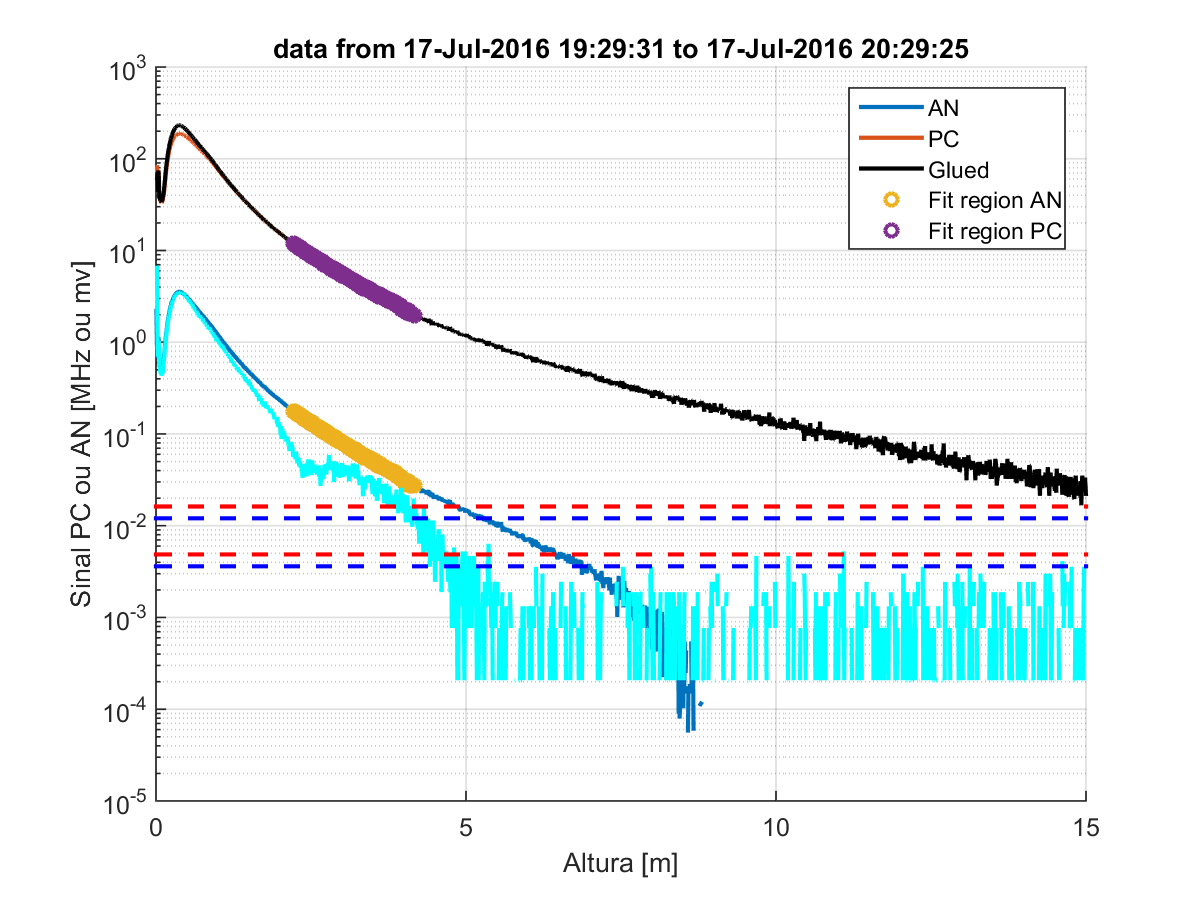 data from 17-Jul-2016 19:29:31 to 17-Jul-2016 20:29:25
AN
PC
Glued
Fit region AN
Fit region PC
Sinal PC ou AN [MHz ou mv]
10^3
10^2
10^1
10^0
10^-1
10^-2
10^-3
10^-4
10^-5
0 5 10 15
Altura [m]